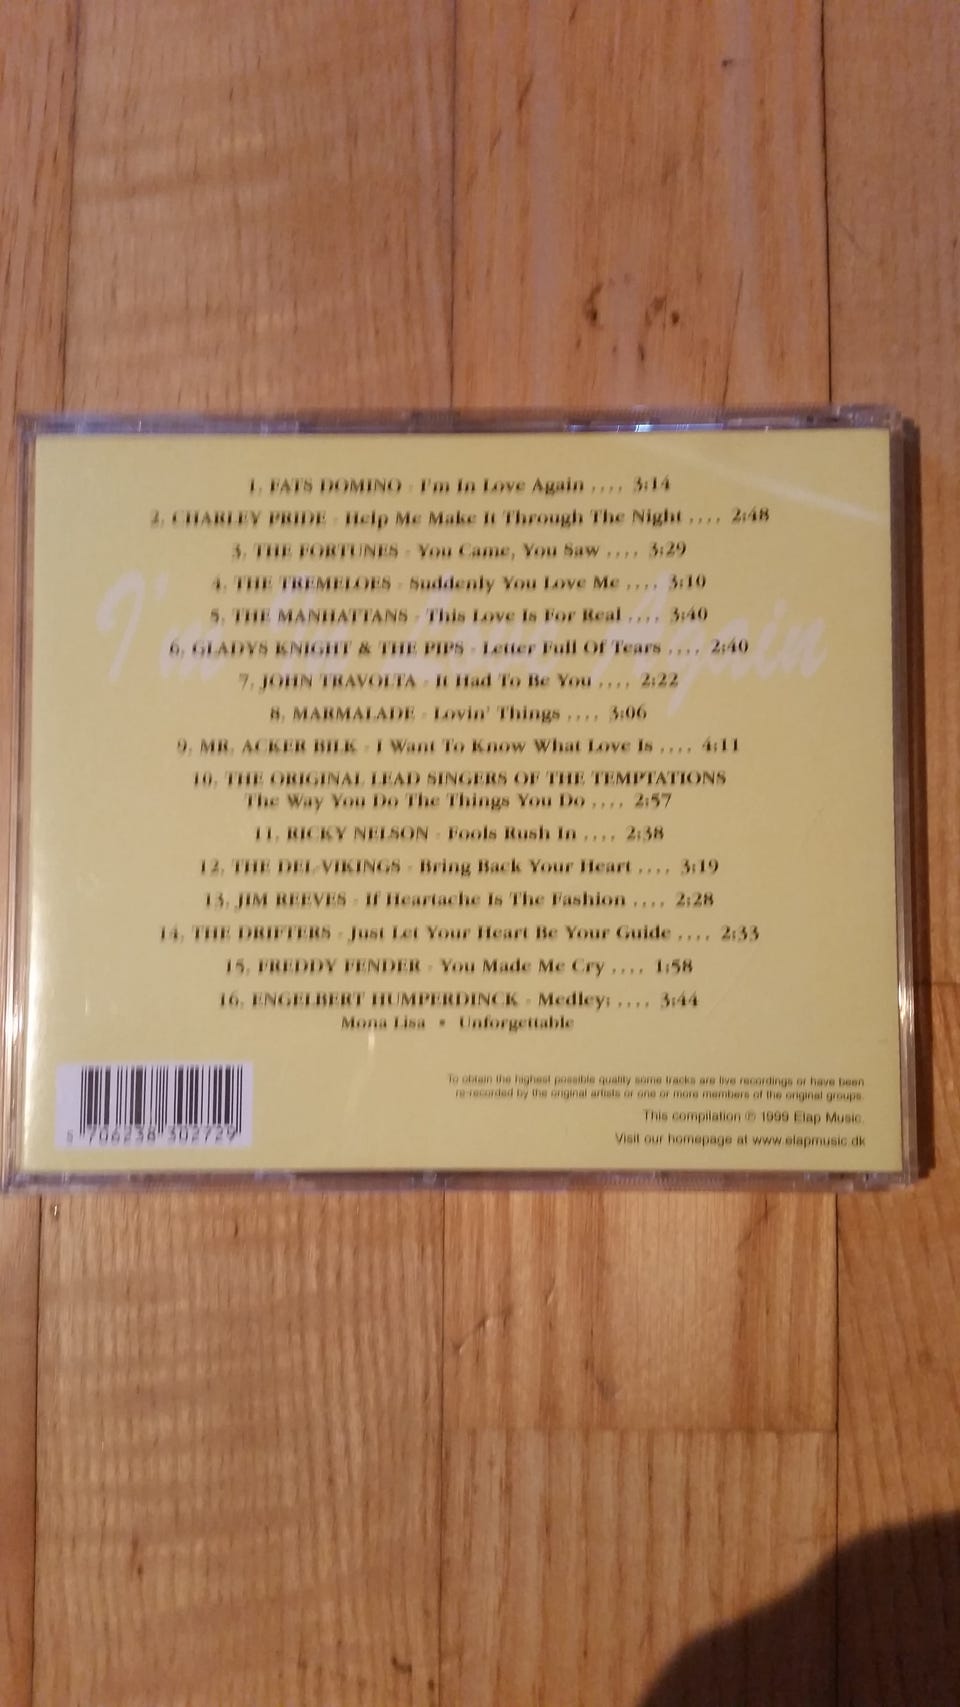 I'm In Love Again
1. FATS DOMINO - I'm In Love Again .... 3:14
2. CHARLEY PRIDE - Help Me Make It Through The Night .... 2:48
3. THE FORTUNES - You Came, You Saw .... 3:29
4. THE TREMELOES - Suddenly You Love Me .... 3:10
5. THE MANHATTANS - This Love Is For Real .... 3:40
6. GLADYS KNIGHT & THE PIPS - Letter Full Of Tears .... 2:40
7. JOHN TRAVOLTA - It Had To Be You .... 2:22
8. MARMALADE - Lovin' Things .... 3:06
9. MR. ACKER BILK - I Want To Know What Love Is .... 4:11
10. THE ORIGINAL LEAD SINGERS OF THE TEMPTATIONS
The Way You Do The Things You Do .... 2:57
11. RICKY NELSON - Fools Rush In .... 2:38
12. THE DEL-VIKINGS - Bring Back Your Heart .... 3:19
13. JIM REEVES - If Heartache Is The Fashion .... 2:28
14. THE DRIFTERS - Just Let Your Heart Be Your Guide .... 2:33
15. FREDDY FENDER - You Made Me Cry .... 1:58
16. ENGELBERT HUMPERDINCK - Medley: .... 3:44
Mona Lisa • Unforgettable
5 706238 302729
To obtain the highest possible quality some tracks are live recordings or have been
re-recorded by the original artists or one or more members of the original groups.
This compilation ℗ 1999 Elap Music.
Visit our homepage at www.elapmusic.dk